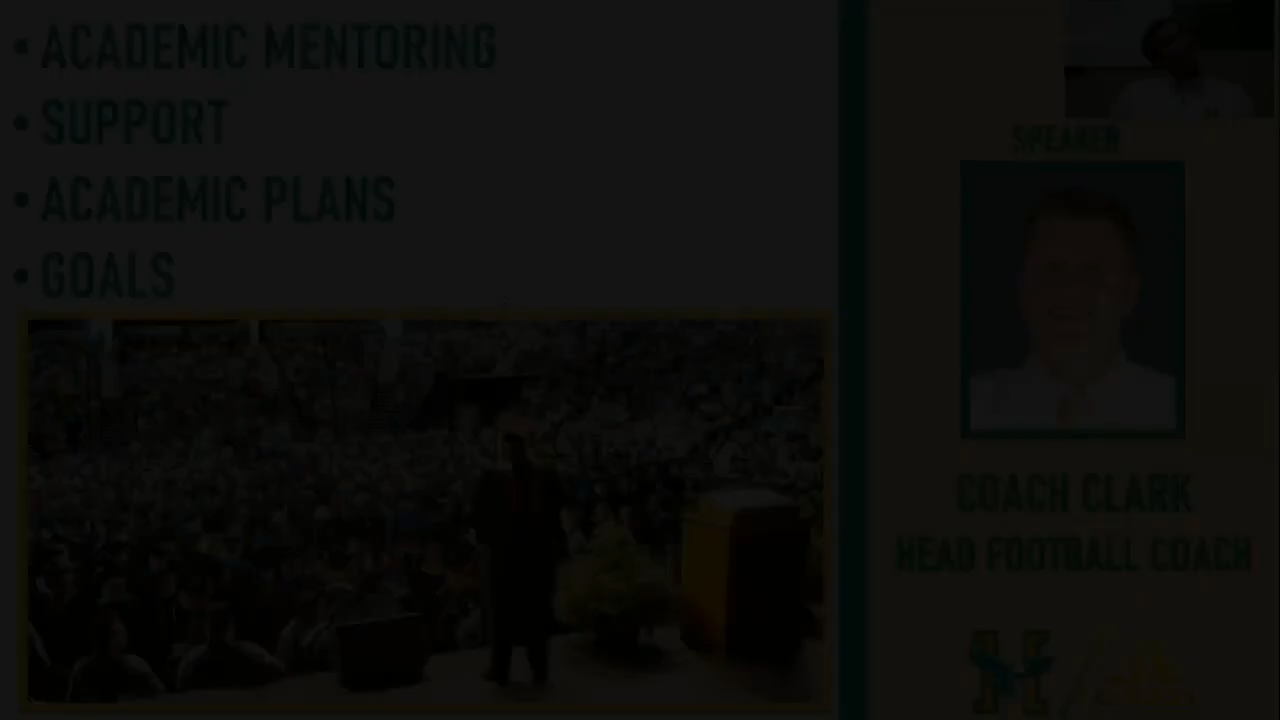 • ACADEMIC MENTORING
• SUPPORT
• ACADEMIC PLANS
• GOALS
SPEAKER
COACH CLARK
HEAD FOOTBALL COACH
H